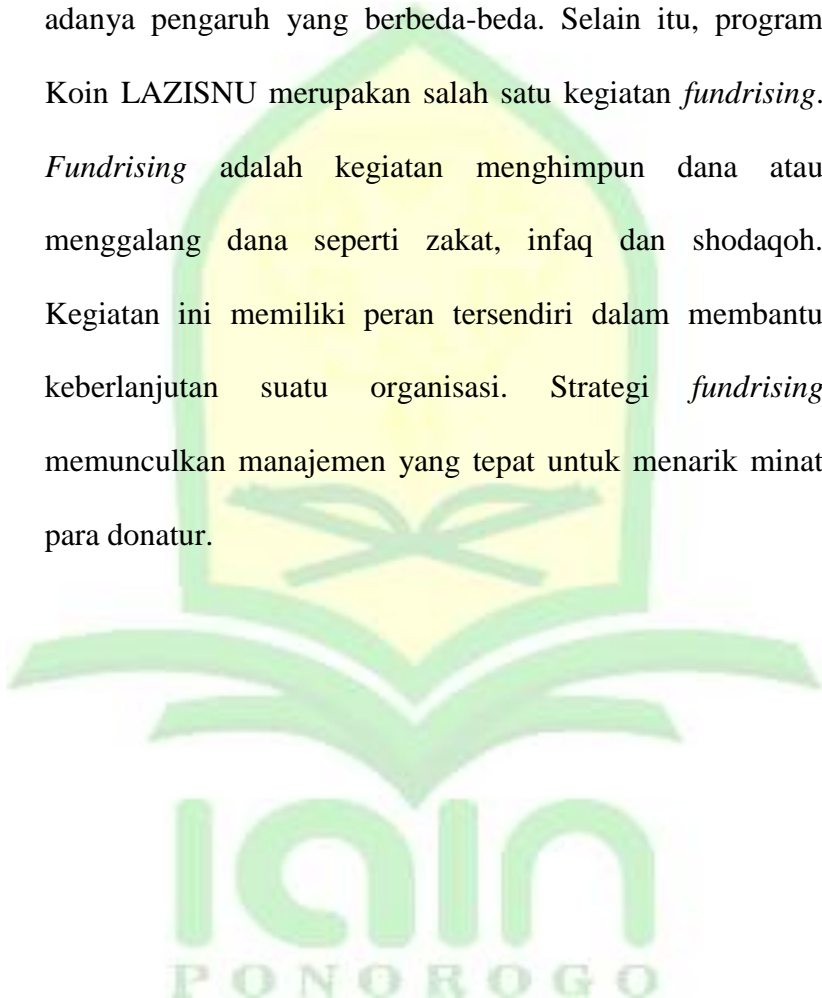 adanya pengaruh yang berbeda-beda. Selain itu, program
Koin LAZISNU merupakan salah satu kegiatan fundrising.
Fundrising adalah kegiatan menghimpun dana atau
menggalang dana seperti zakat, infaq dan shodaqoh.
Kegiatan ini memiliki peran tersendiri dalam membantu
keberlanjutan suatu organisasi. Strategi fundrising
memunculkan manajemen yang tepat untuk menarik minat
para donatur.
iain
PONOROGO